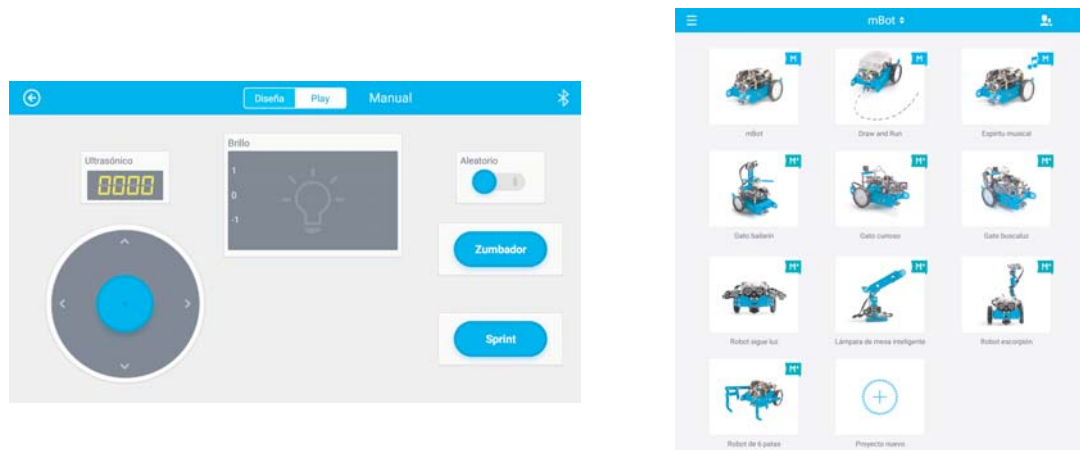 Diseña Play Manual
Ultrasónico
0000
Brillo
1
0
-1
Aleatorio
Zumbador
Sprint
mBot
M M M
mBot Draw and Run Espíritu musical
M+ M+ M+
Gato bailarín Gato curioso Gato buscaluz
M+ M+ M+
Robot sigue luz Lámpara de mesa inteligente Robot escorpión
M+
Robot de 6 patas Proyecto nuevo